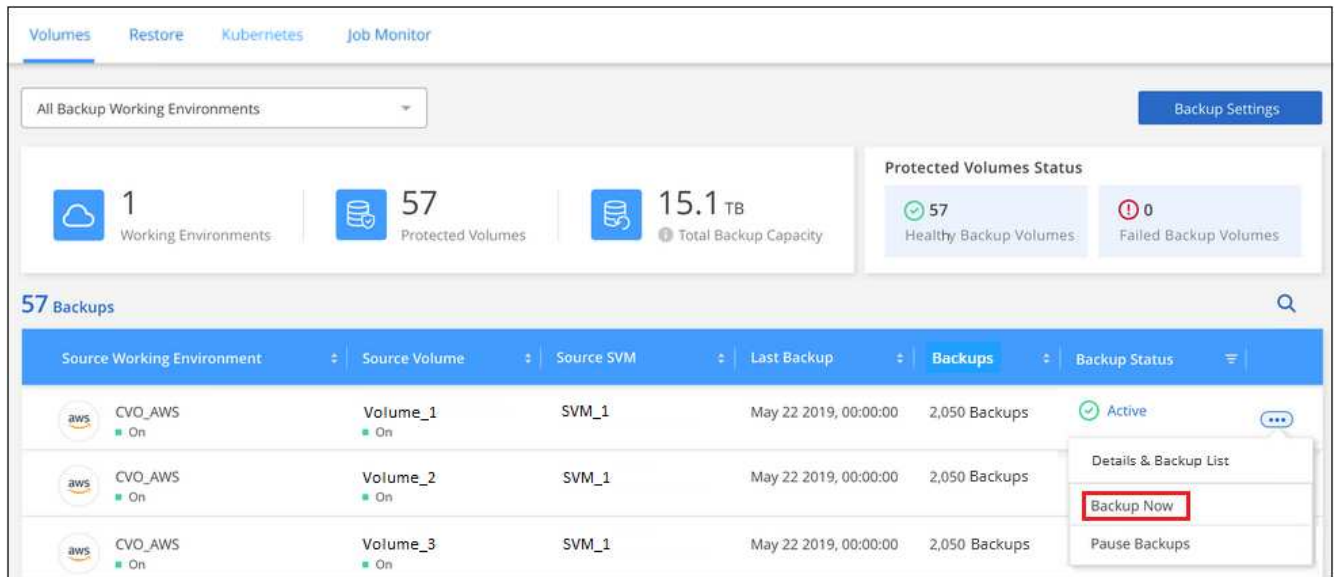 Volumes Restore Kubernetes Job Monitor
All Backup Working Environments
Backup Settings
1
Working Environments
57
Protected Volumes
15.1 TB
Total Backup Capacity
Protected Volumes Status
57
Healthy Backup Volumes
0
Failed Backup Volumes
57 Backups
Source Working Environment Source Volume Source SVM Last Backup Backups Backup Status
aws CVO_AWS Volume_1 SVM_1 May 22 2019, 00:00:00 2,050 Backups Active
On On
Details & Backup List
Backup Now
Pause Backups
aws CVO_AWS Volume_2 SVM_1 May 22 2019, 00:00:00 2,050 Backups
On On
aws CVO_AWS Volume_3 SVM_1 May 22 2019, 00:00:00 2,050 Backups
On On